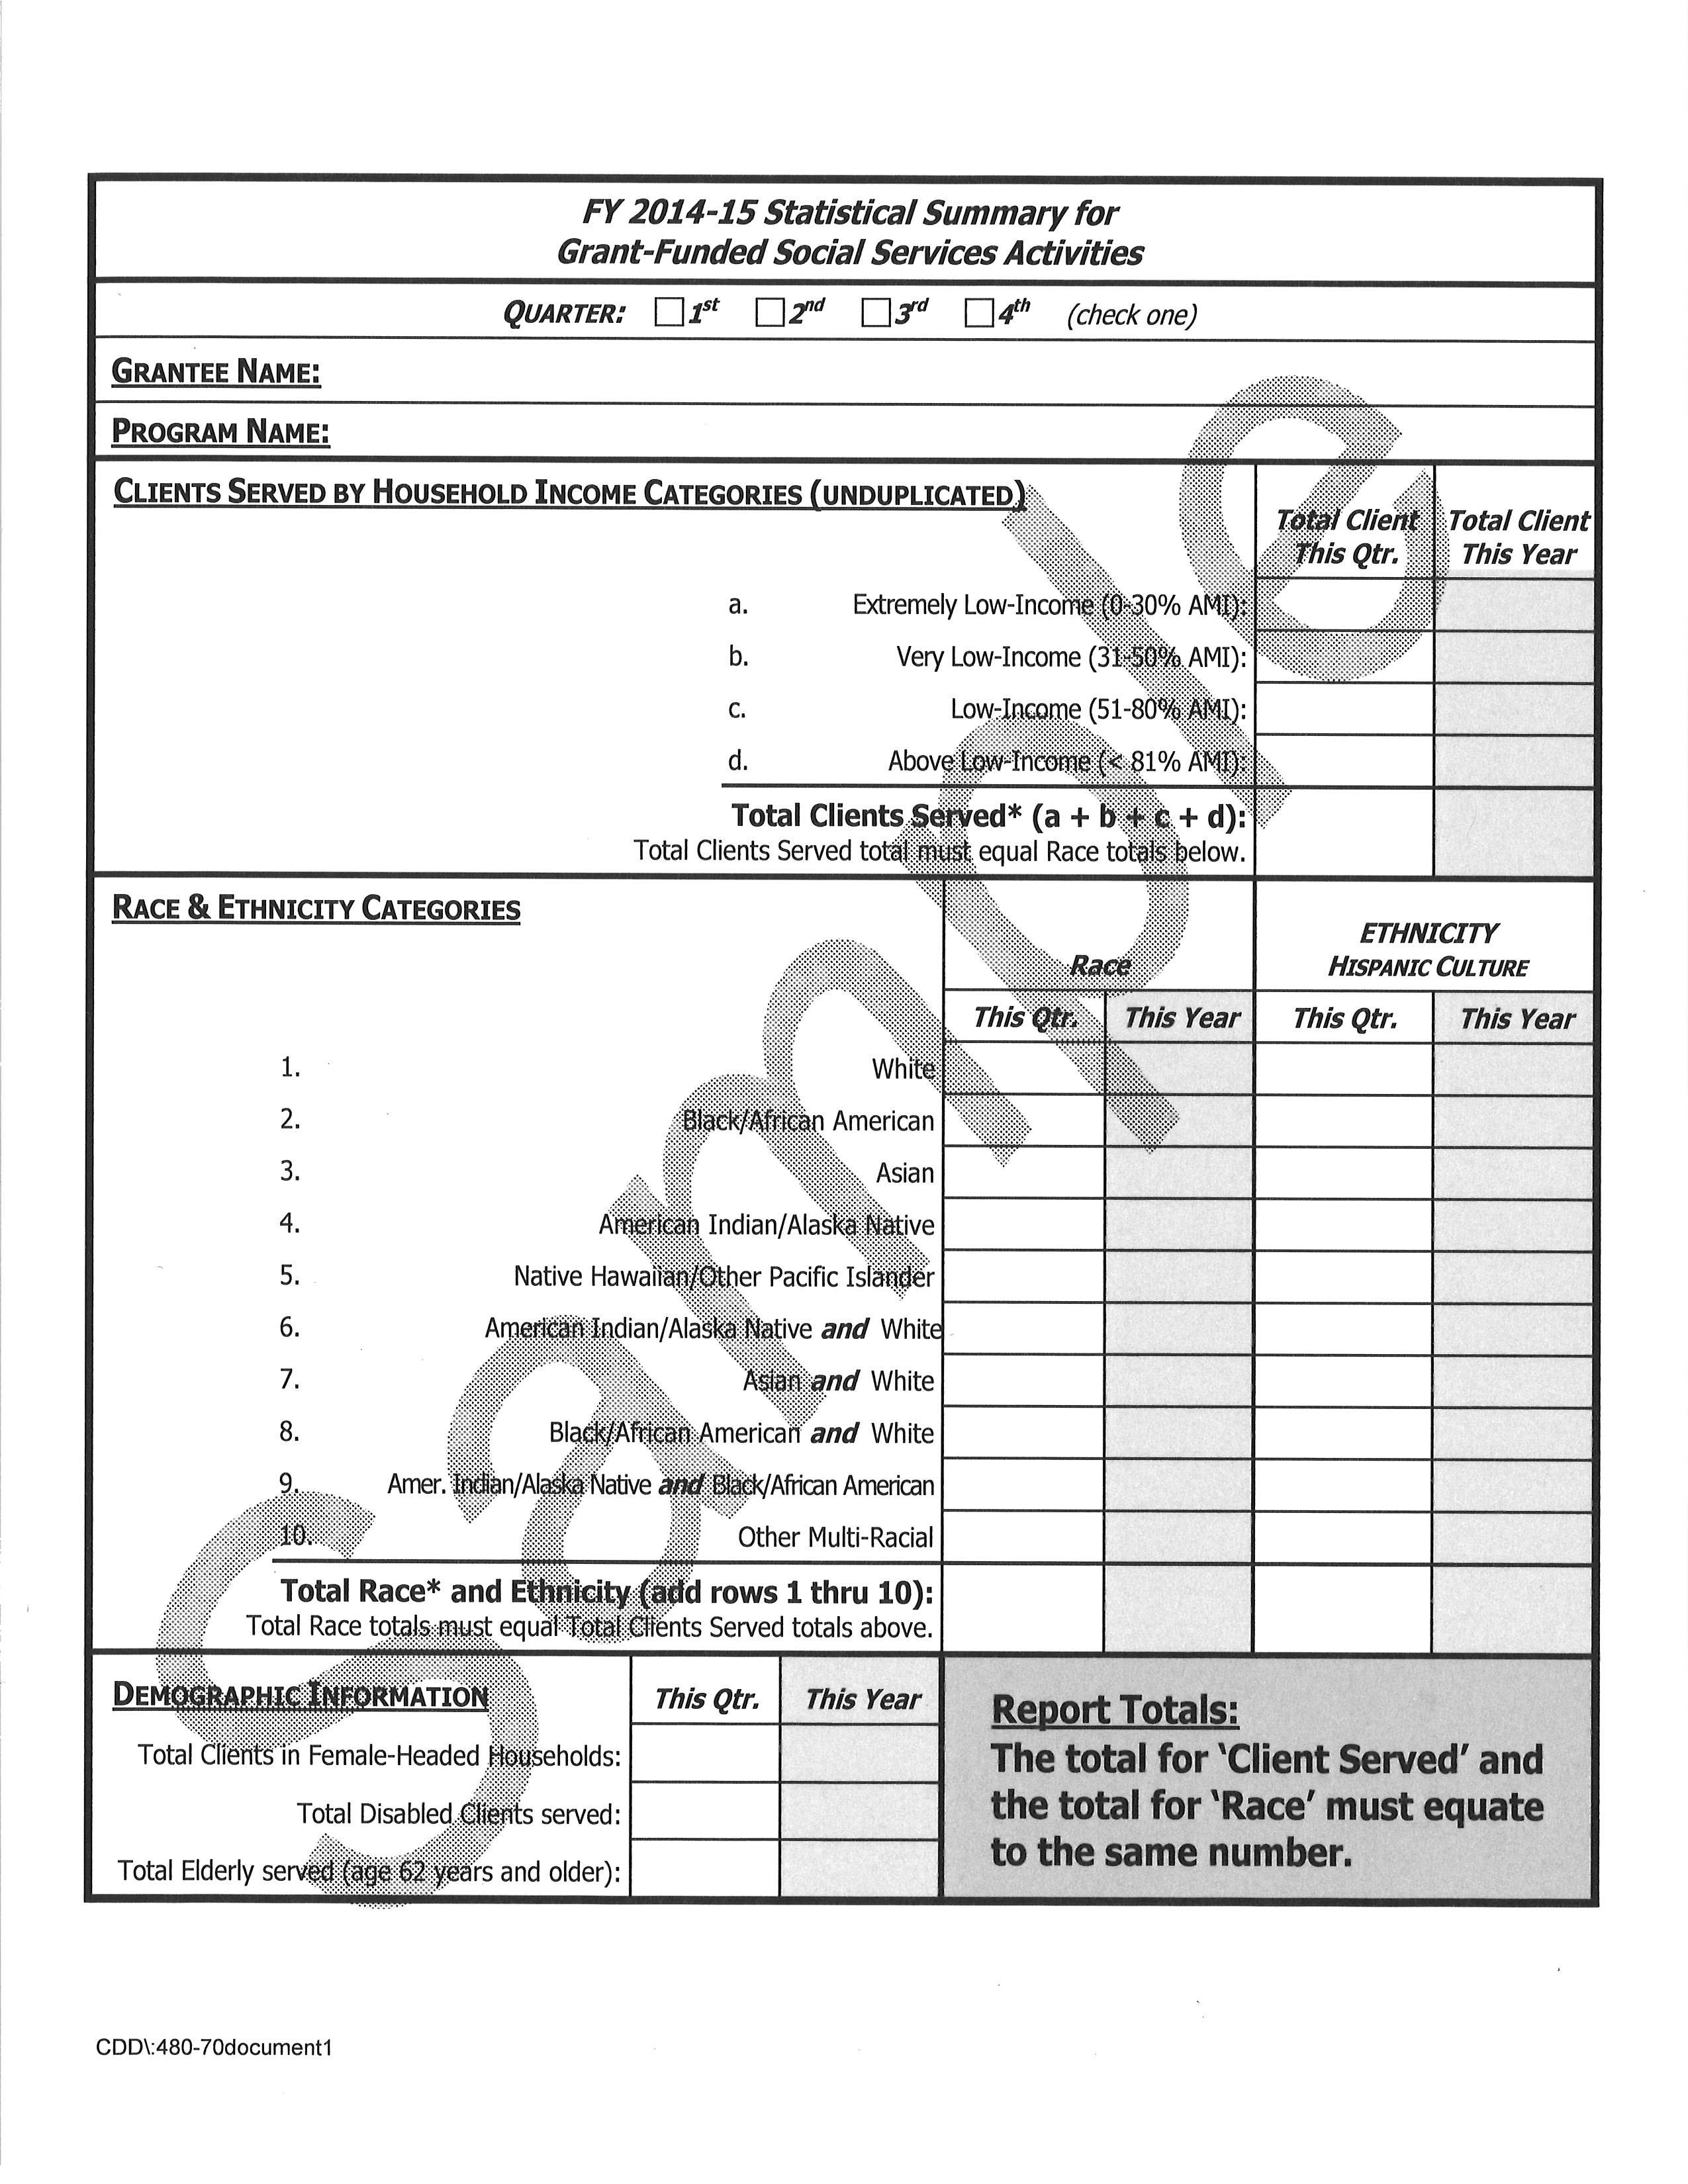 FY 2014-15 Statistical Summary for
Grant-Funded Social Services Activities
QUARTER: ☐1st ☐2nd ☐3rd ☐4th (check one)
GRANTEE NAME:
PROGRAM NAME:
CLIENTS SERVED BY HOUSEHOLD INCOME CATEGORIES (UNDUPLICATED)
Total Client This Qtr.
Total Client This Year
a. Extremely Low-Income (0-30% AMI):
b. Very Low-Income (31-50% AMI):
c. Low-Income (51-80% AMI):
d. Above Low-Income (< 81% AMI):
Total Clients Served* (a + b + c + d):
Total Clients Served total must equal Race totals below.
RACE & ETHNICITY CATEGORIES
Race
ETHNICITY
HISPANIC CULTURE
This Qtr. This Year This Qtr. This Year
1. White
2. Black/African American
3. Asian
4. American Indian/Alaska Native
5. Native Hawaiian/Other Pacific Islander
6. American Indian/Alaska Native and White
7. Asian and White
8. Black/African American and White
9. Amer. Indian/Alaska Native and Black/African American
10. Other Multi-Racial
Total Race* and Ethnicity (add rows 1 thru 10):
Total Race totals must equal Total Clients Served totals above.
DEMOGRAPHIC INFORMATION This Qtr. This Year
Total Clients in Female-Headed Households:
Total Disabled Clients served:
Total Elderly served (age 62 years and older):
Report Totals:
The total for ‘Client Served’ and
the total for ‘Race’ must equate
to the same number.
Sample
CDD\:480-70document1